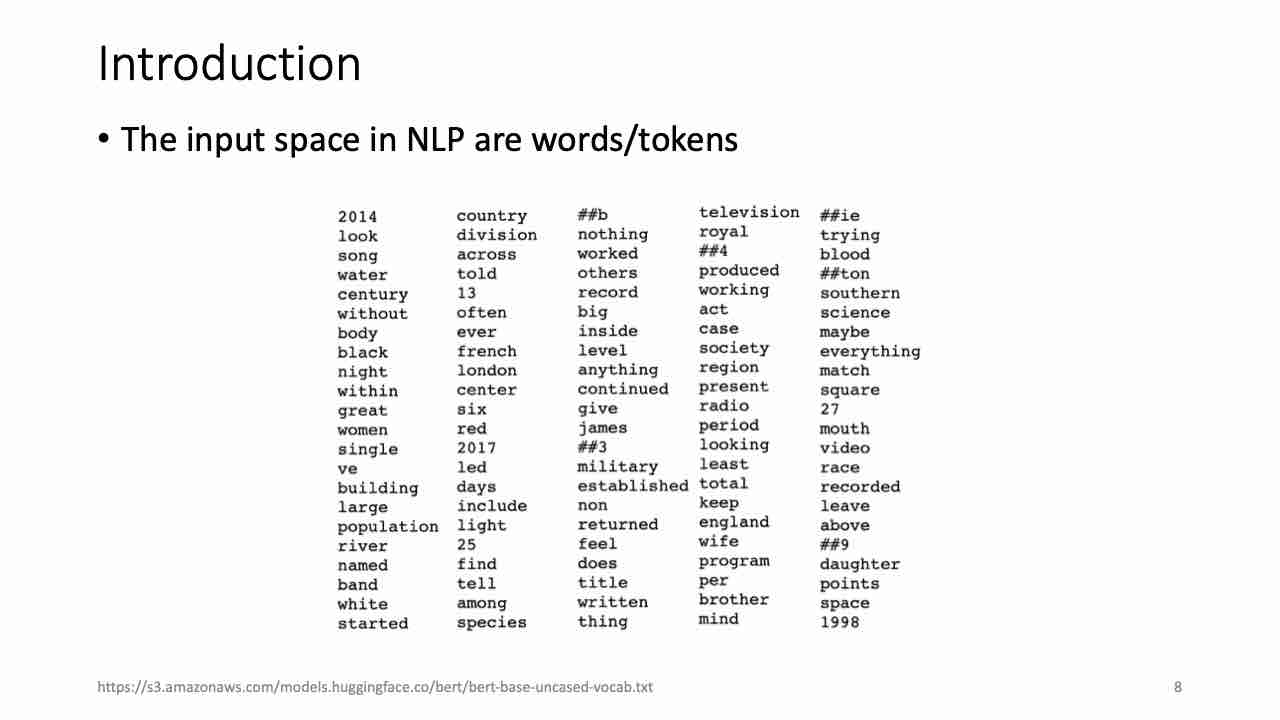 Introduction
• The input space in NLP are words/tokens
2014
look
song
water
century
without
body
black
night
within
great
women
single
ve
building
large
population
river
named
band
white
started
country
division
across
told
13
often
ever
french
london
center
six
red
2017
led
days
include
light
25
find
tell
among
species
##b
nothing
worked
others
record
big
inside
level
anything
continued
give
james
##3
military
established
non
returned
feel
does
title
written
thing
television
royal
##4
produced
working
act
case
society
region
present
radio
period
looking
least
total
keep
england
wife
program
per
brother
mind
##ie
trying
blood
##ton
southern
science
maybe
everything
match
square
27
mouth
video
race
recorded
leave
above
##9
daughter
points
space
1998
https://s3.amazonaws.com/models.huggingface.co/bert/bert-base-uncased-vocab.txt
8